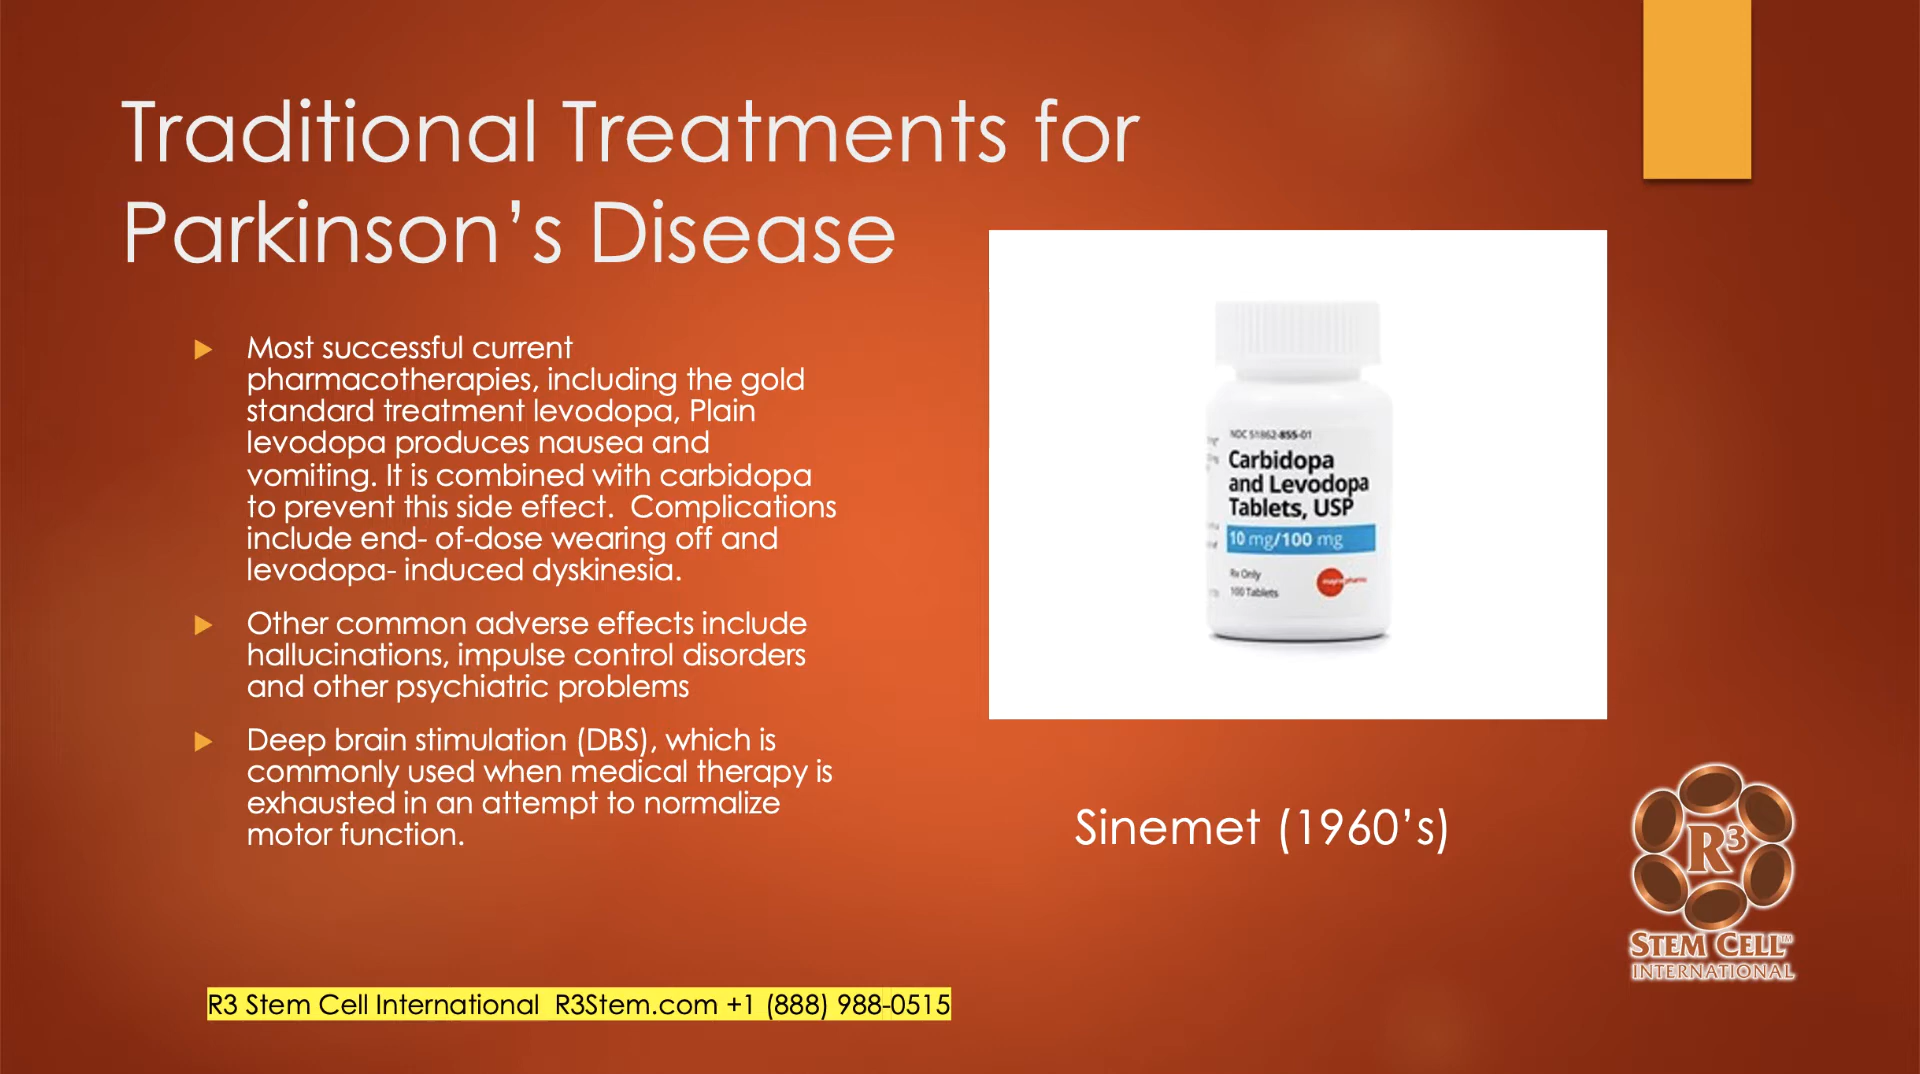 Traditional Treatments for
Parkinson's Disease
Most successful current
pharmacotherapies, including the gold
standard treatment levodopa, Plain
levodopa produces nausea and
vomiting. It is combined with carbidopa
to prevent this side effect.  Complications
include end- of-dose wearing off and
levodopa- induced dyskinesia.
Other common adverse effects include
hallucinations, impulse control disorders
and other psychiatric problems
Deep brain stimulation (DBS), which is
commonly used when medical therapy is
exhausted in an attempt to normalize
motor function.
NDC 51862-855-01
Carbidopa
and Levodopa
Tablets, USP
10 mg/100 mg
Rx Only
100 Tablets
Sinemet (1960's)
R3
STEM CELL™
INTERNATIONAL
R3 Stem Cell International  R3Stem.com +1 (888) 988-0515